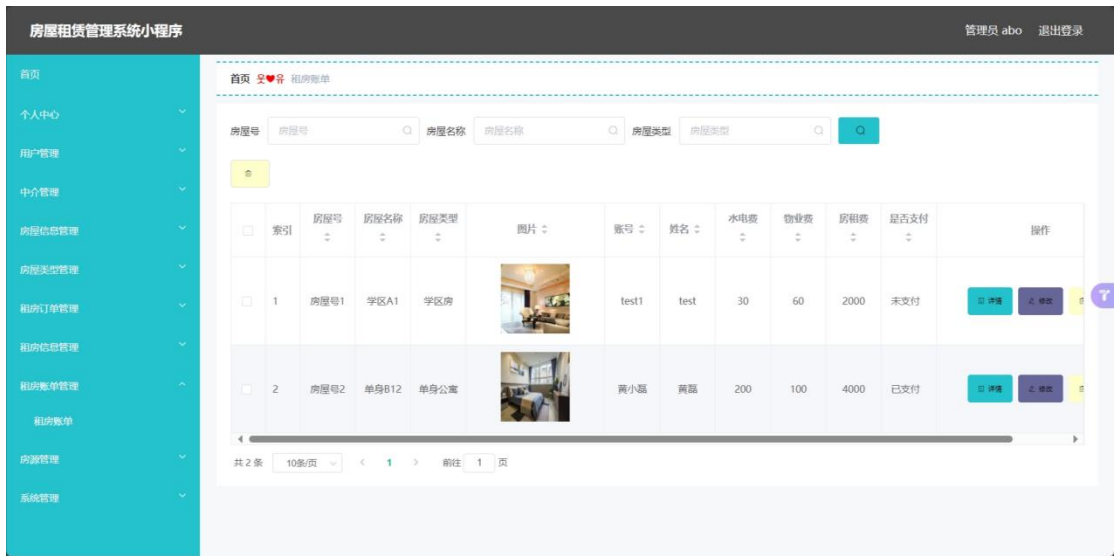 房屋租赁管理系统小程序
管理员 abo 退出登录
首页
个人中心
用户管理
中介管理
房屋信息管理
房屋类型管理
租房订单管理
租房信息管理
租房账单管理
租房账单
房源管理
系统管理
首页 웃❤유 租房账单
房屋号 房屋号 房屋名称 房屋名称 房屋类型 房屋类型
索引 房屋号 房屋名称 房屋类型 图片 账号 姓名 水电费 物业费 房租费 是否支付 操作
1 房屋号1 学区A1 学区房 test1 test 30 60 2000 未支付 详情 修改
2 房屋号2 单身B12 单身公寓 黄小磊 黄磊 200 100 4000 已支付 详情 修改
共 2 条 10条/页 1 前往 1 页